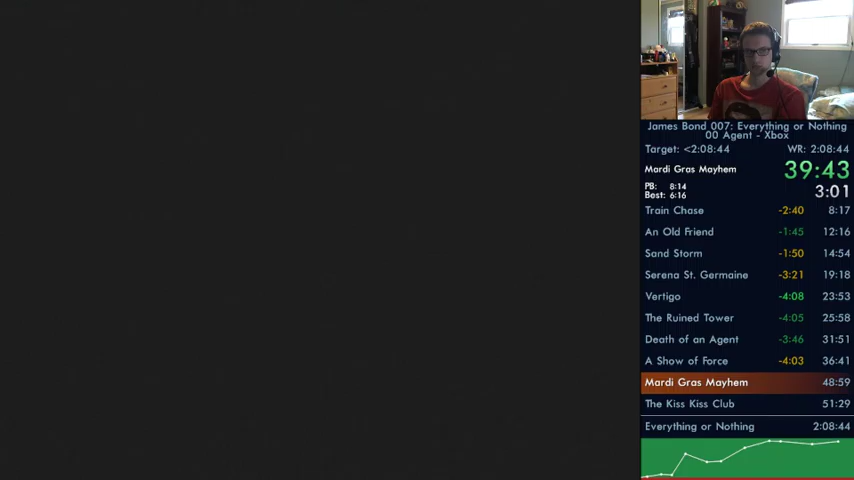 James Bond 007: Everything or Nothing
00 Agent - Xbox
Target: <2:08:44 WR: 2:08:44
Mardi Gras Mayhem 39:43
PB: 8:14
Best: 6:16 3:01
Train Chase -2:40 8:17
An Old Friend -1:45 12:16
Sand Storm -1:50 14:54
Serena St. Germaine -3:21 19:18
Vertigo -4:08 23:53
The Ruined Tower -4:05 25:58
Death of an Agent -3:46 31:51
A Show of Force -4:03 36:41
Mardi Gras Mayhem 48:59
The Kiss Kiss Club 51:29
Everything or Nothing 2:08:44